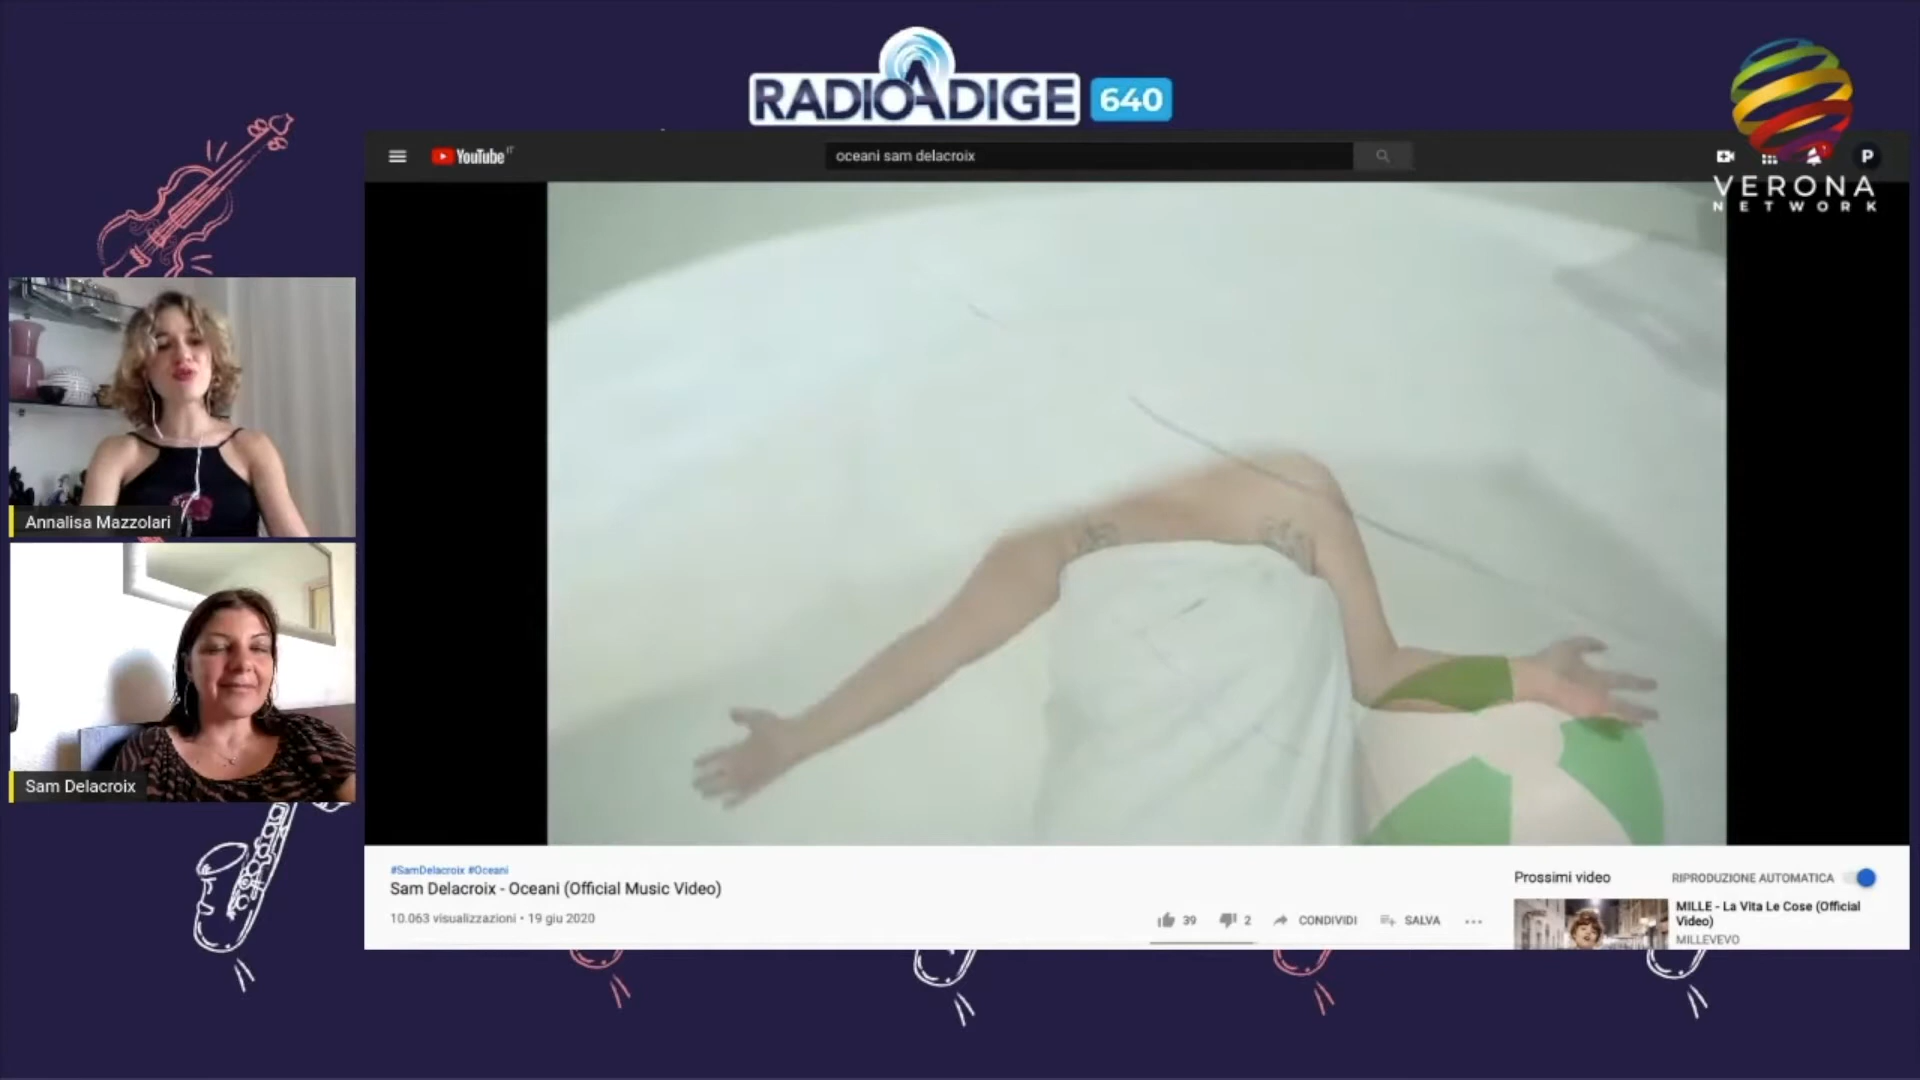 RADIOADIGE 640
YouTube IT
oceani sam delacroix
P
VERONA
NETWORK
Annalisa Mazzolari
Sam Delacroix
#SamDelacroix #Oceani
Sam Delacroix - Oceani (Official Music Video)
10.063 visualizzazioni • 19 giu 2020
39
2
CONDIVIDI
SALVA
Prossimi video
RIPRODUZIONE AUTOMATICA
MILLE - La Vita Le Cose (Official
Video)
MILLEVEVO